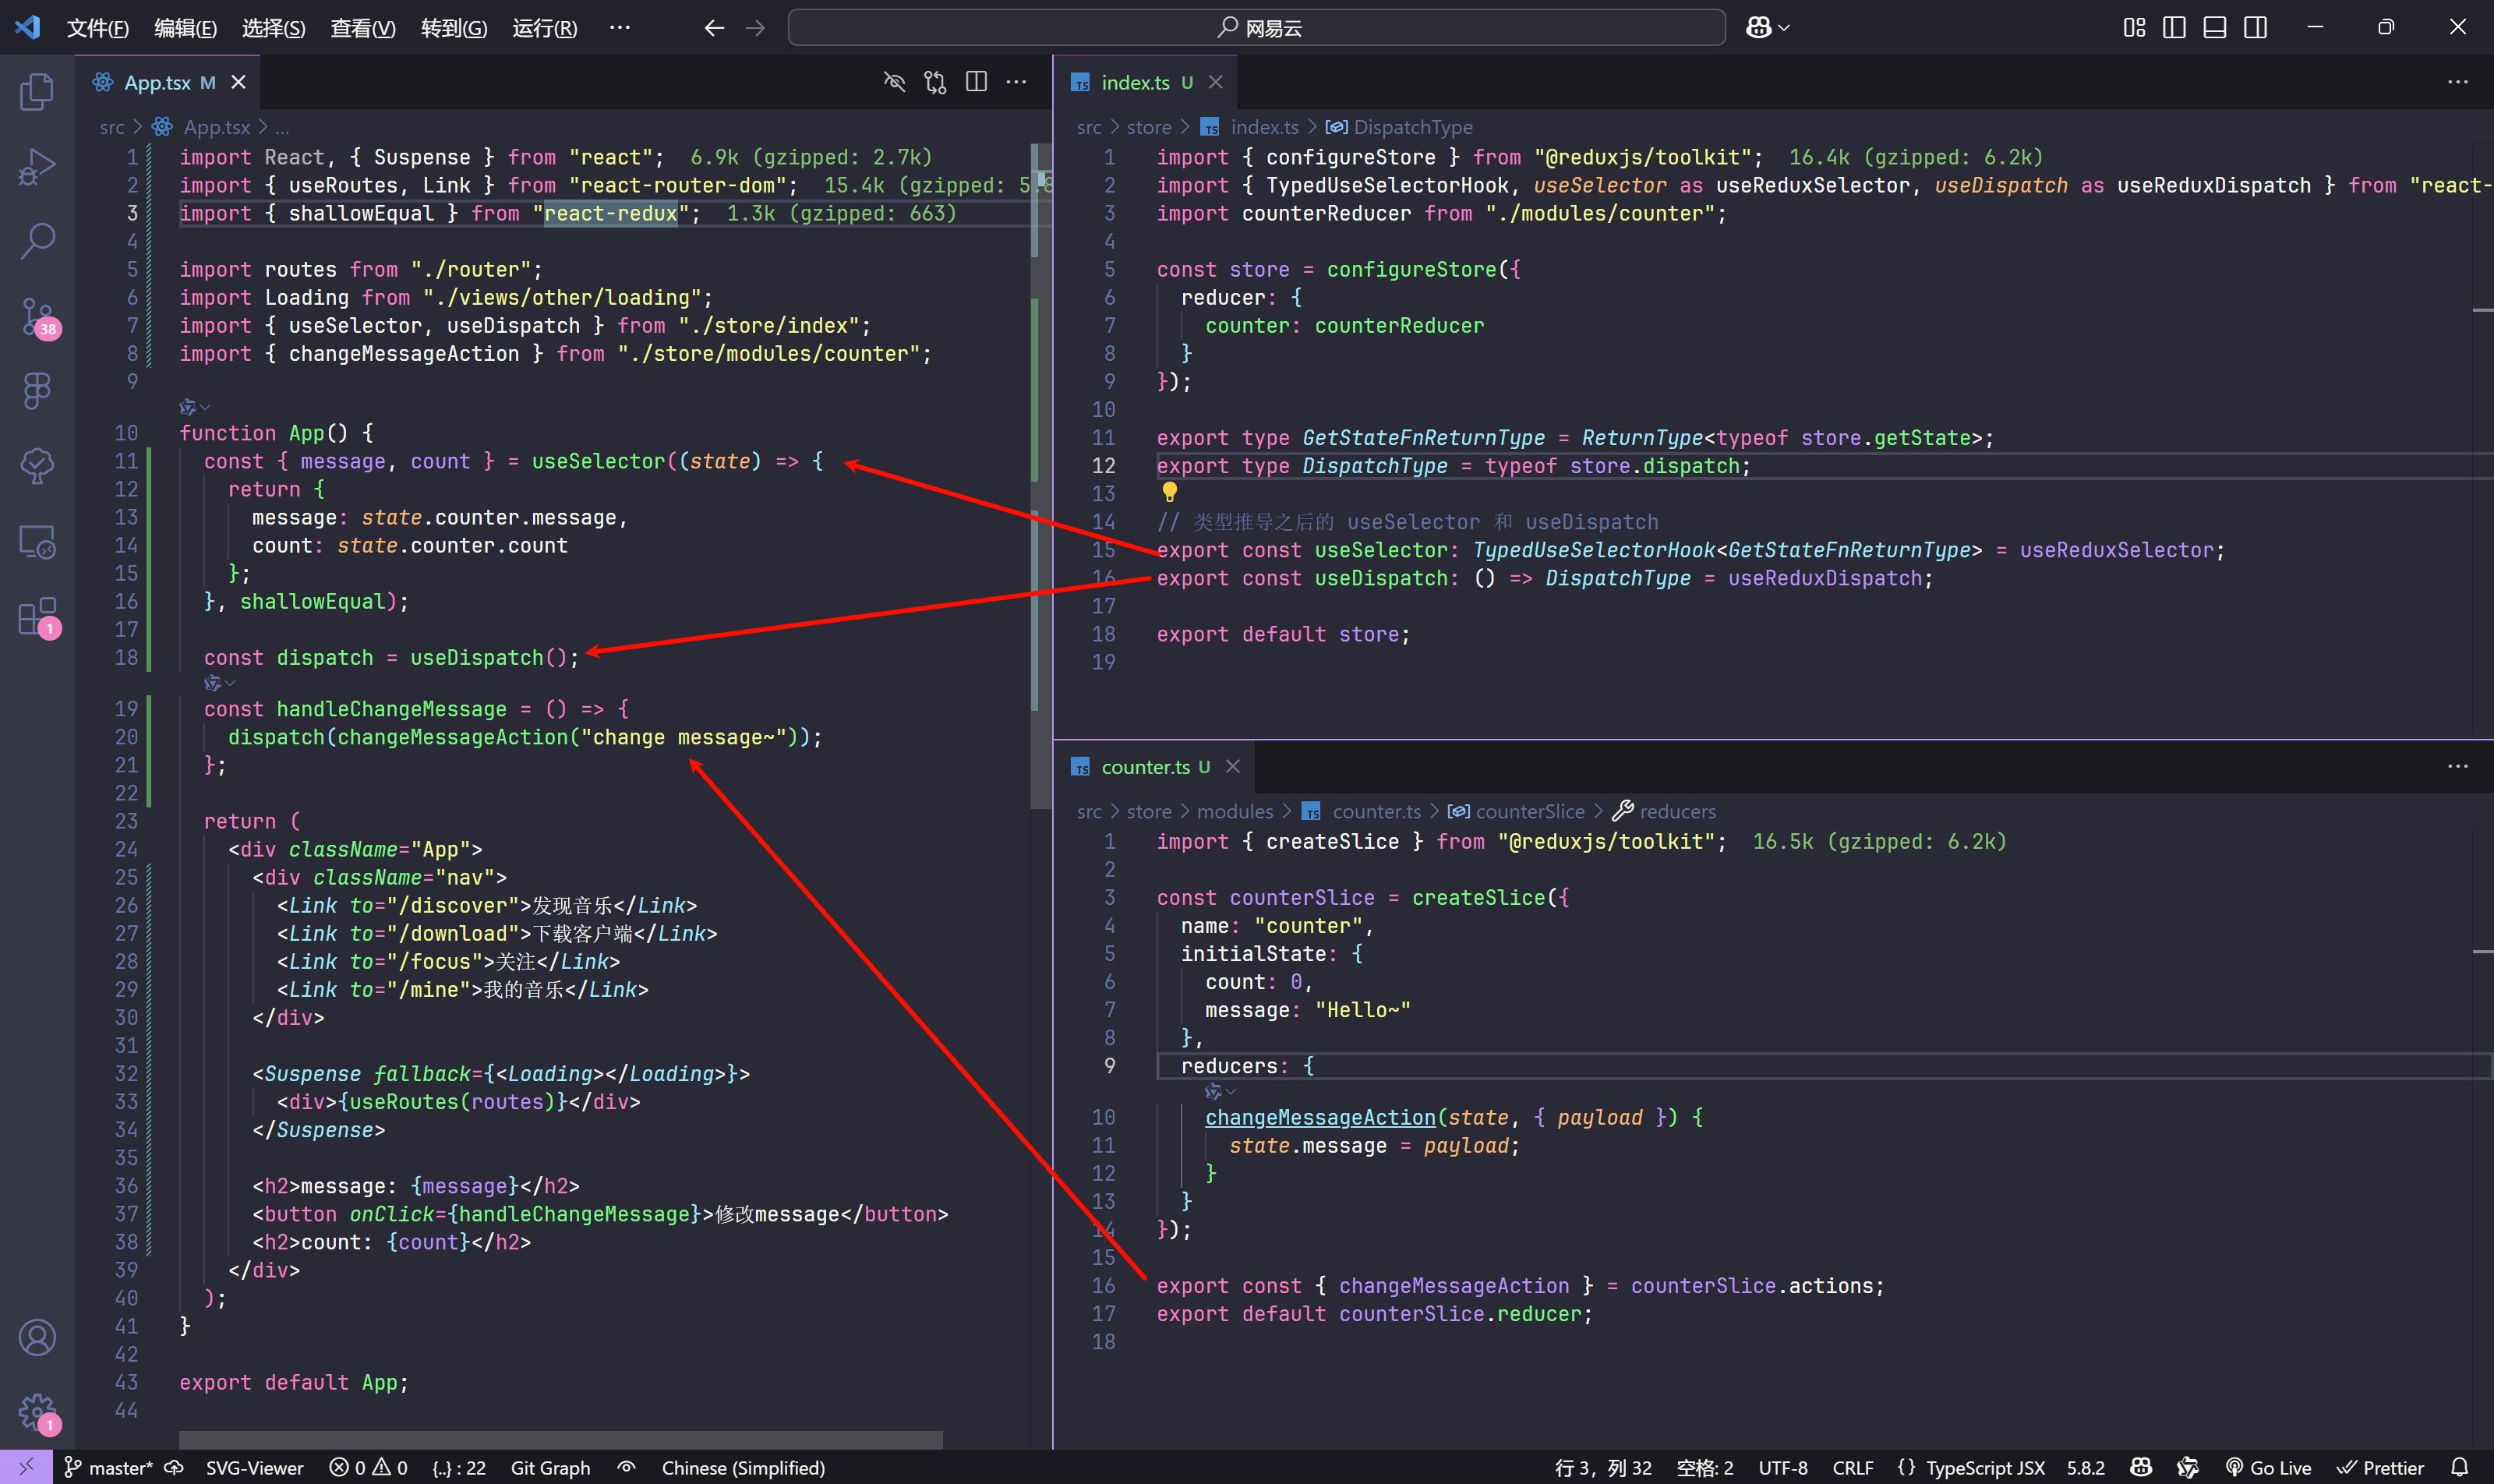 文件(F) 编辑(E) 选择(S) 查看(V) 转到(G) 运行(R) ··· 网易云
App.tsx M
src > App.tsx > ...
1 import React, { Suspense } from "react"; 6.9k (gzipped: 2.7k)
2 import { useRoutes, Link } from "react-router-dom"; 15.4k (gzipped: 5.8
3 import { shallowEqual } from "react-redux"; 1.3k (gzipped: 663)
4
5 import routes from "./router";
6 import Loading from "./views/other/loading";
7 import { useSelector, useDispatch } from "./store/index";
8 import { changeMessageAction } from "./store/modules/counter";
9
10 function App() {
11 const { message, count } = useSelector((state) => {
12 return {
13 message: state.counter.message,
14 count: state.counter.count
15 };
16 }, shallowEqual);
17
18 const dispatch = useDispatch();
19 const handleChangeMessage = () => {
20 dispatch(changeMessageAction("change message~"));
21 };
22
23 return (
24 <div className="App">
25 <div className="nav">
26 <Link to="/discover">发现音乐</Link>
27 <Link to="/download">下载客户端</Link>
28 <Link to="/focus">关注</Link>
29 <Link to="/mine">我的音乐</Link>
30 </div>
31
32 <Suspense fallback={<Loading></Loading>}>
33 <div>{useRoutes(routes)}</div>
34 </Suspense>
35
36 <h2>message: {message}</h2>
37 <button onClick={handleChangeMessage}>修改message</button>
38 <h2>count: {count}</h2>
39 </div>
40 );
41 }
42
43 export default App;
44
index.ts U
src > store > index.ts > DispatchType
1 import { configureStore } from "@reduxjs/toolkit"; 16.4k (gzipped: 6.2k)
2 import { TypedUseSelectorHook, useSelector as useReduxSelector, useDispatch as useReduxDispatch } from "react-
3 import counterReducer from "./modules/counter";
4
5 const store = configureStore({
6 reducer: {
7 counter: counterReducer
8 }
9 });
10
11 export type GetStateFnReturnType = ReturnType<typeof store.getState>;
12 export type DispatchType = typeof store.dispatch;
13
14 // 类型推导之后的 useSelector 和 useDispatch
15 export const useSelector: TypedUseSelectorHook<GetStateFnReturnType> = useReduxSelector;
16 export const useDispatch: () => DispatchType = useReduxDispatch;
17
18 export default store;
19
counter.ts U
src > store > modules > counter.ts > counterSlice > reducers
1 import { createSlice } from "@reduxjs/toolkit"; 16.5k (gzipped: 6.2k)
2
3 const counterSlice = createSlice({
4 name: "counter",
5 initialState: {
6 count: 0,
7 message: "Hello~"
8 },
9 reducers: {
10 changeMessageAction(state, { payload }) {
11 state.message = payload;
12 }
13 }
14 });
15
16 export const { changeMessageAction } = counterSlice.actions;
17 export default counterSlice.reducer;
18
38
1
1
master* SVG-Viewer 0 0 {..} : 22 Git Graph Chinese (Simplified) 行 3，列 32 空格: 2 UTF-8 CRLF {} TypeScript JSX 5.8.2 Go Live Prettier